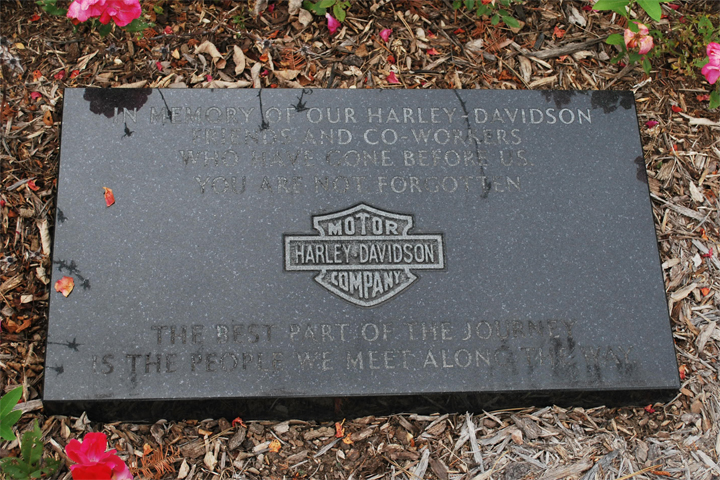 IN MEMORY OF OUR HARLEY-DAVIDSON
FRIENDS AND CO-WORKERS
WHO HAVE GONE BEFORE US
YOU ARE NOT FORGOTTEN
MOTOR
HARLEY-DAVIDSON
COMPANY
THE BEST PART OF THE JOURNEY
IS THE PEOPLE WE MEET ALONG THE WAY